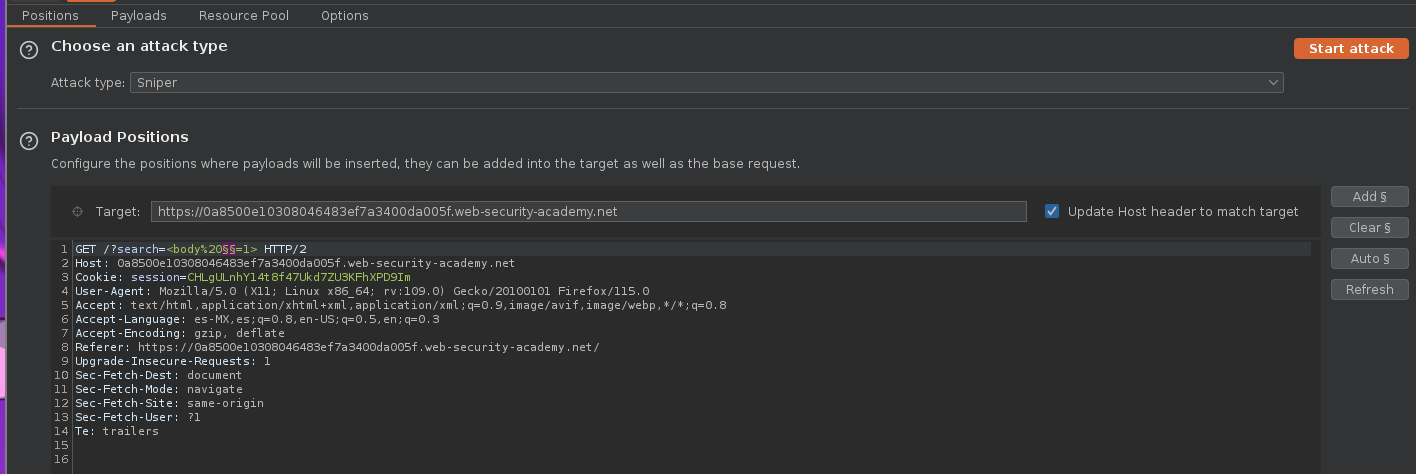 Positions Payloads Resource Pool Options
Choose an attack type
Start attack
Attack type: Sniper
Payload Positions
Configure the positions where payloads will be inserted, they can be added into the target as well as the base request.
Target: https://0a8500e10308046483ef7a3400da005f.web-security-academy.net
Update Host header to match target
Add §
Clear §
Auto §
Refresh
1 GET /?search=<body%20§§=1> HTTP/2
2 Host: 0a8500e10308046483ef7a3400da005f.web-security-academy.net
3 Cookie: session=CHLgULnhYl4t8f47Ukd7ZU3KFhXPD9Im
4 User-Agent: Mozilla/5.0 (X11; Linux x86_64; rv:109.0) Gecko/20100101 Firefox/115.0
5 Accept: text/html,application/xhtml+xml,application/xml;q=0.9,image/avif,image/webp,*/*;q=0.8
6 Accept-Language: es-MX,es;q=0.8,en-US;q=0.5,en;q=0.3
7 Accept-Encoding: gzip, deflate
8 Referer: https://0a8500e10308046483ef7a3400da005f.web-security-academy.net/
9 Upgrade-Insecure-Requests: 1
10 Sec-Fetch-Dest: document
11 Sec-Fetch-Mode: navigate
12 Sec-Fetch-Site: same-origin
13 Sec-Fetch-User: ?1
14 Te: trailers
15
16